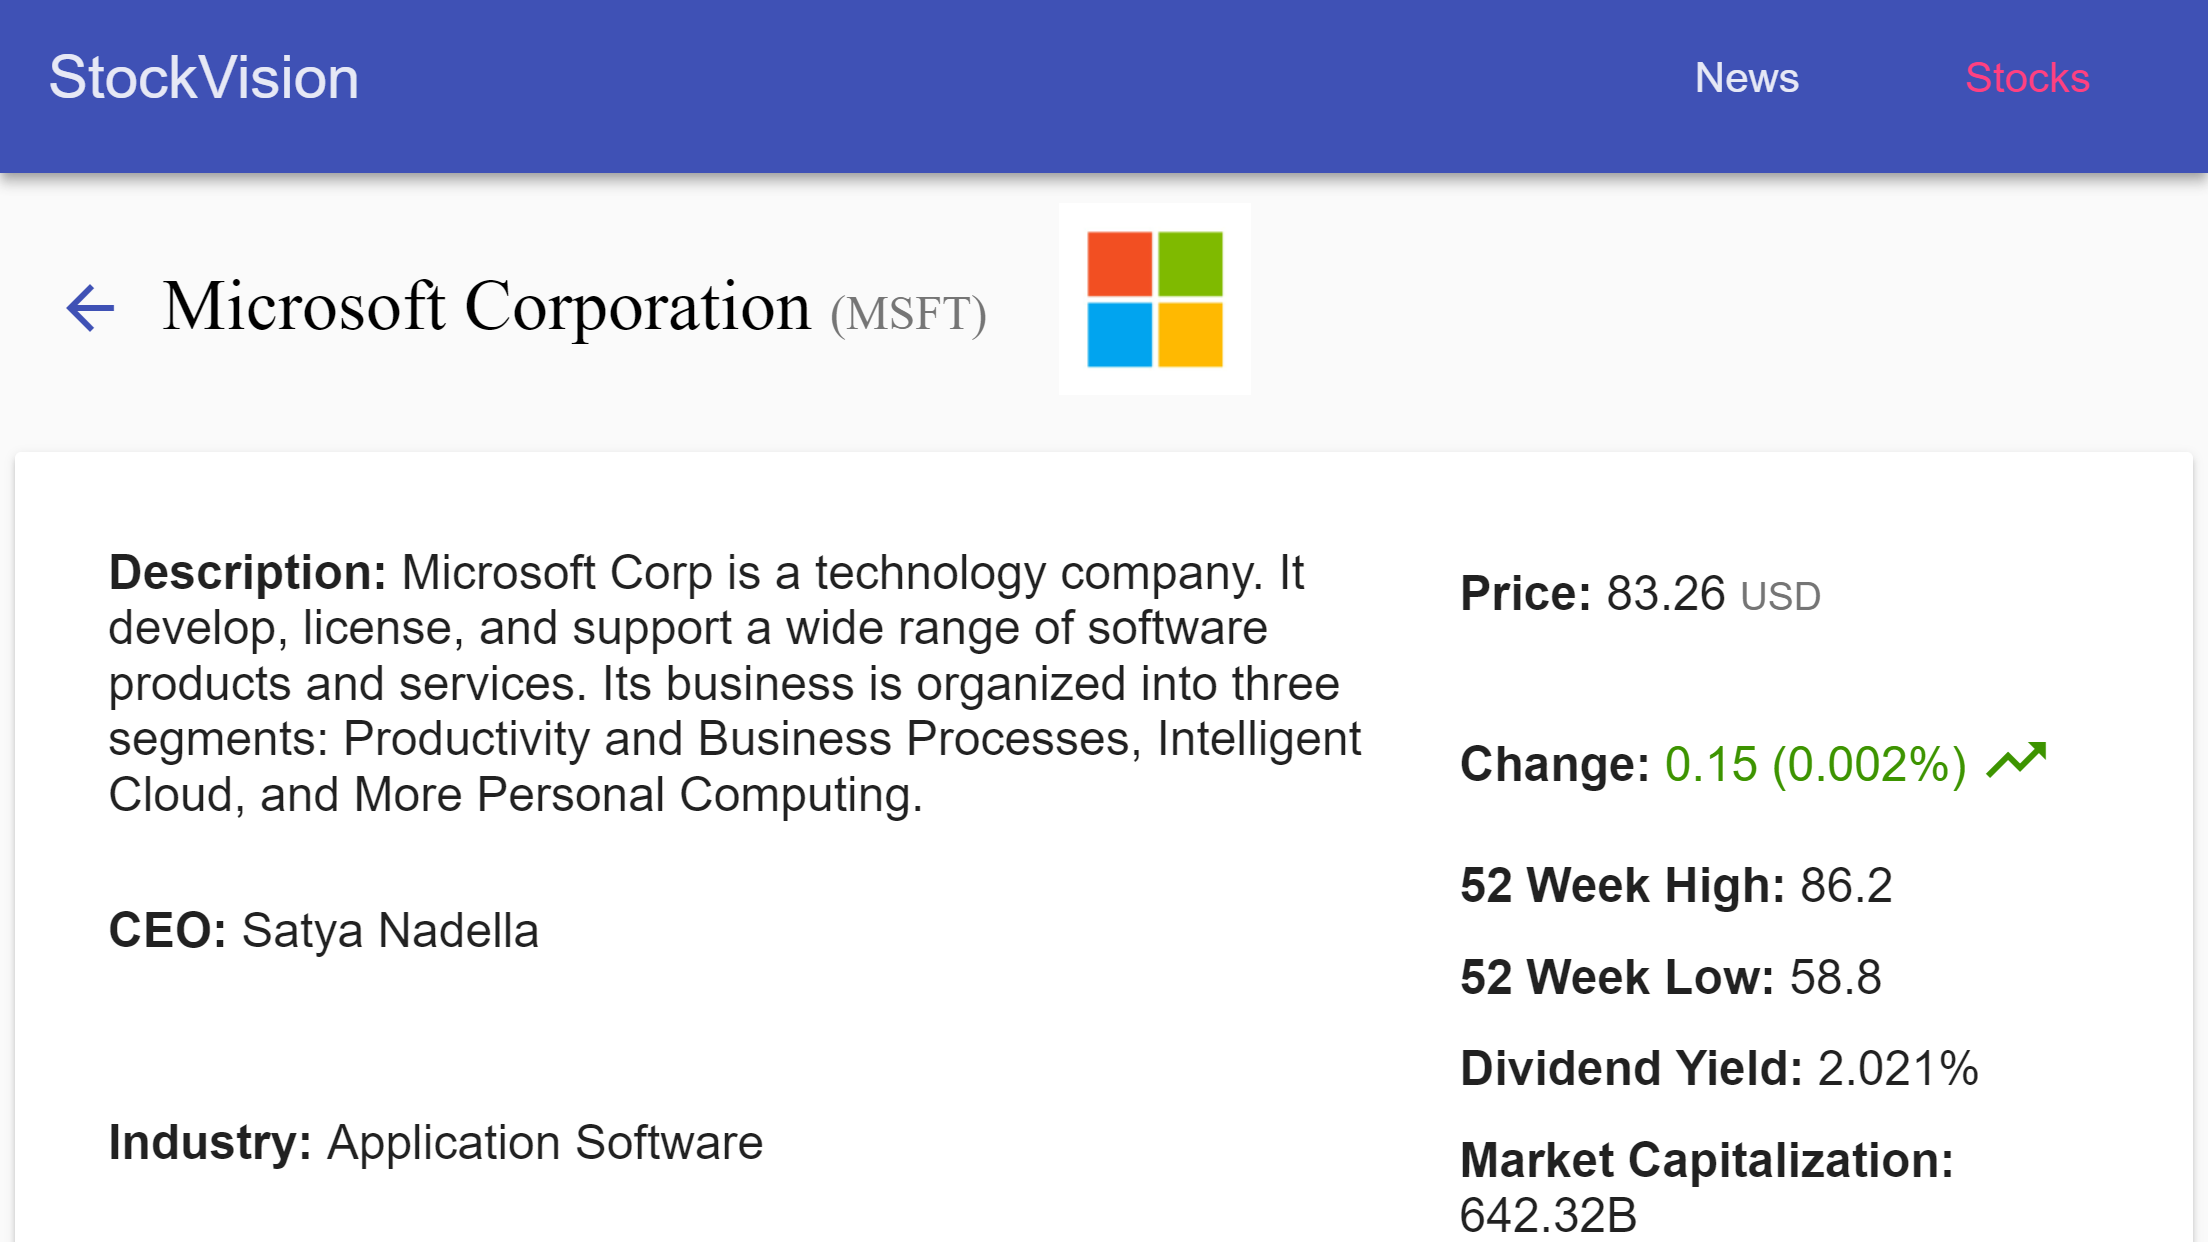 StockVision
News
Stocks
Microsoft Corporation (MSFT)
Description: Microsoft Corp is a technology company. It
develop, license, and support a wide range of software
products and services. Its business is organized into three
segments: Productivity and Business Processes, Intelligent
Cloud, and More Personal Computing.
CEO: Satya Nadella
Industry: Application Software
Price: 83.26 USD
Change: 0.15 (0.002%)
52 Week High: 86.2
52 Week Low: 58.8
Dividend Yield: 2.021%
Market Capitalization:
642.32B